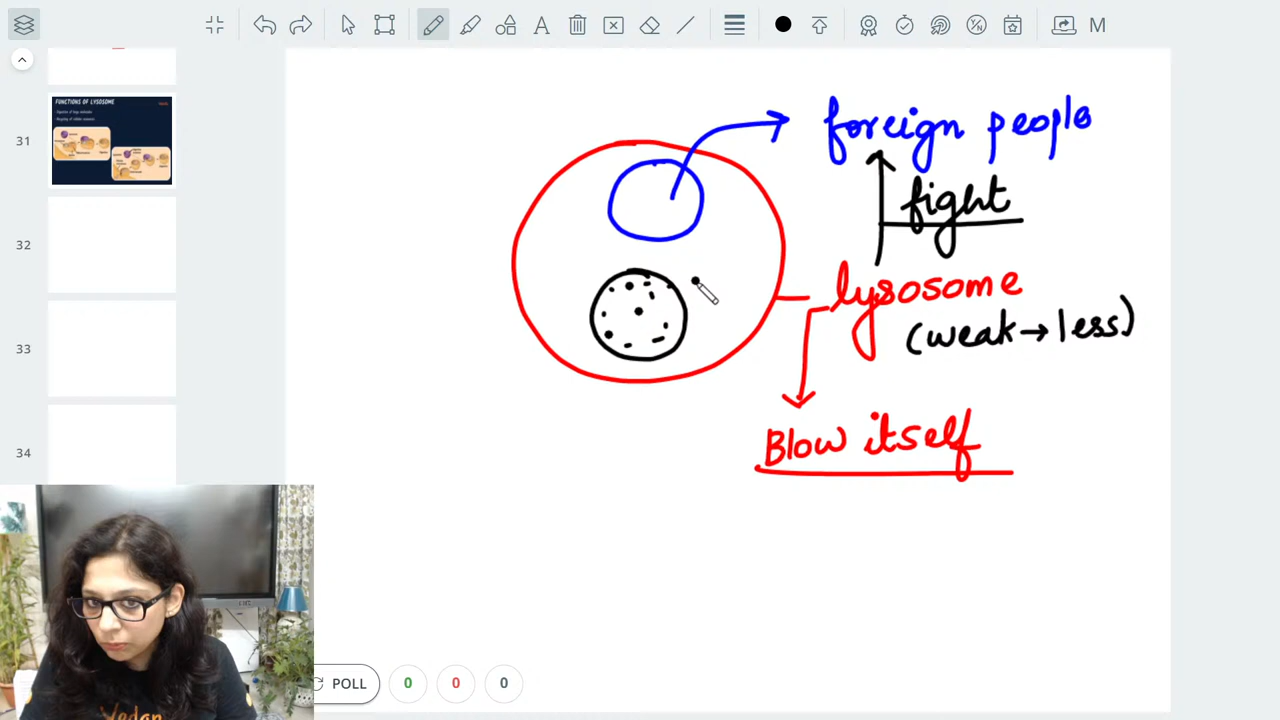 M
31
FUNCTIONS OF LYSOSOME
32
33
34
foreign people
fight
lysosome
(weak → less)
Blow itself
POLL
0
0
0
Vedan